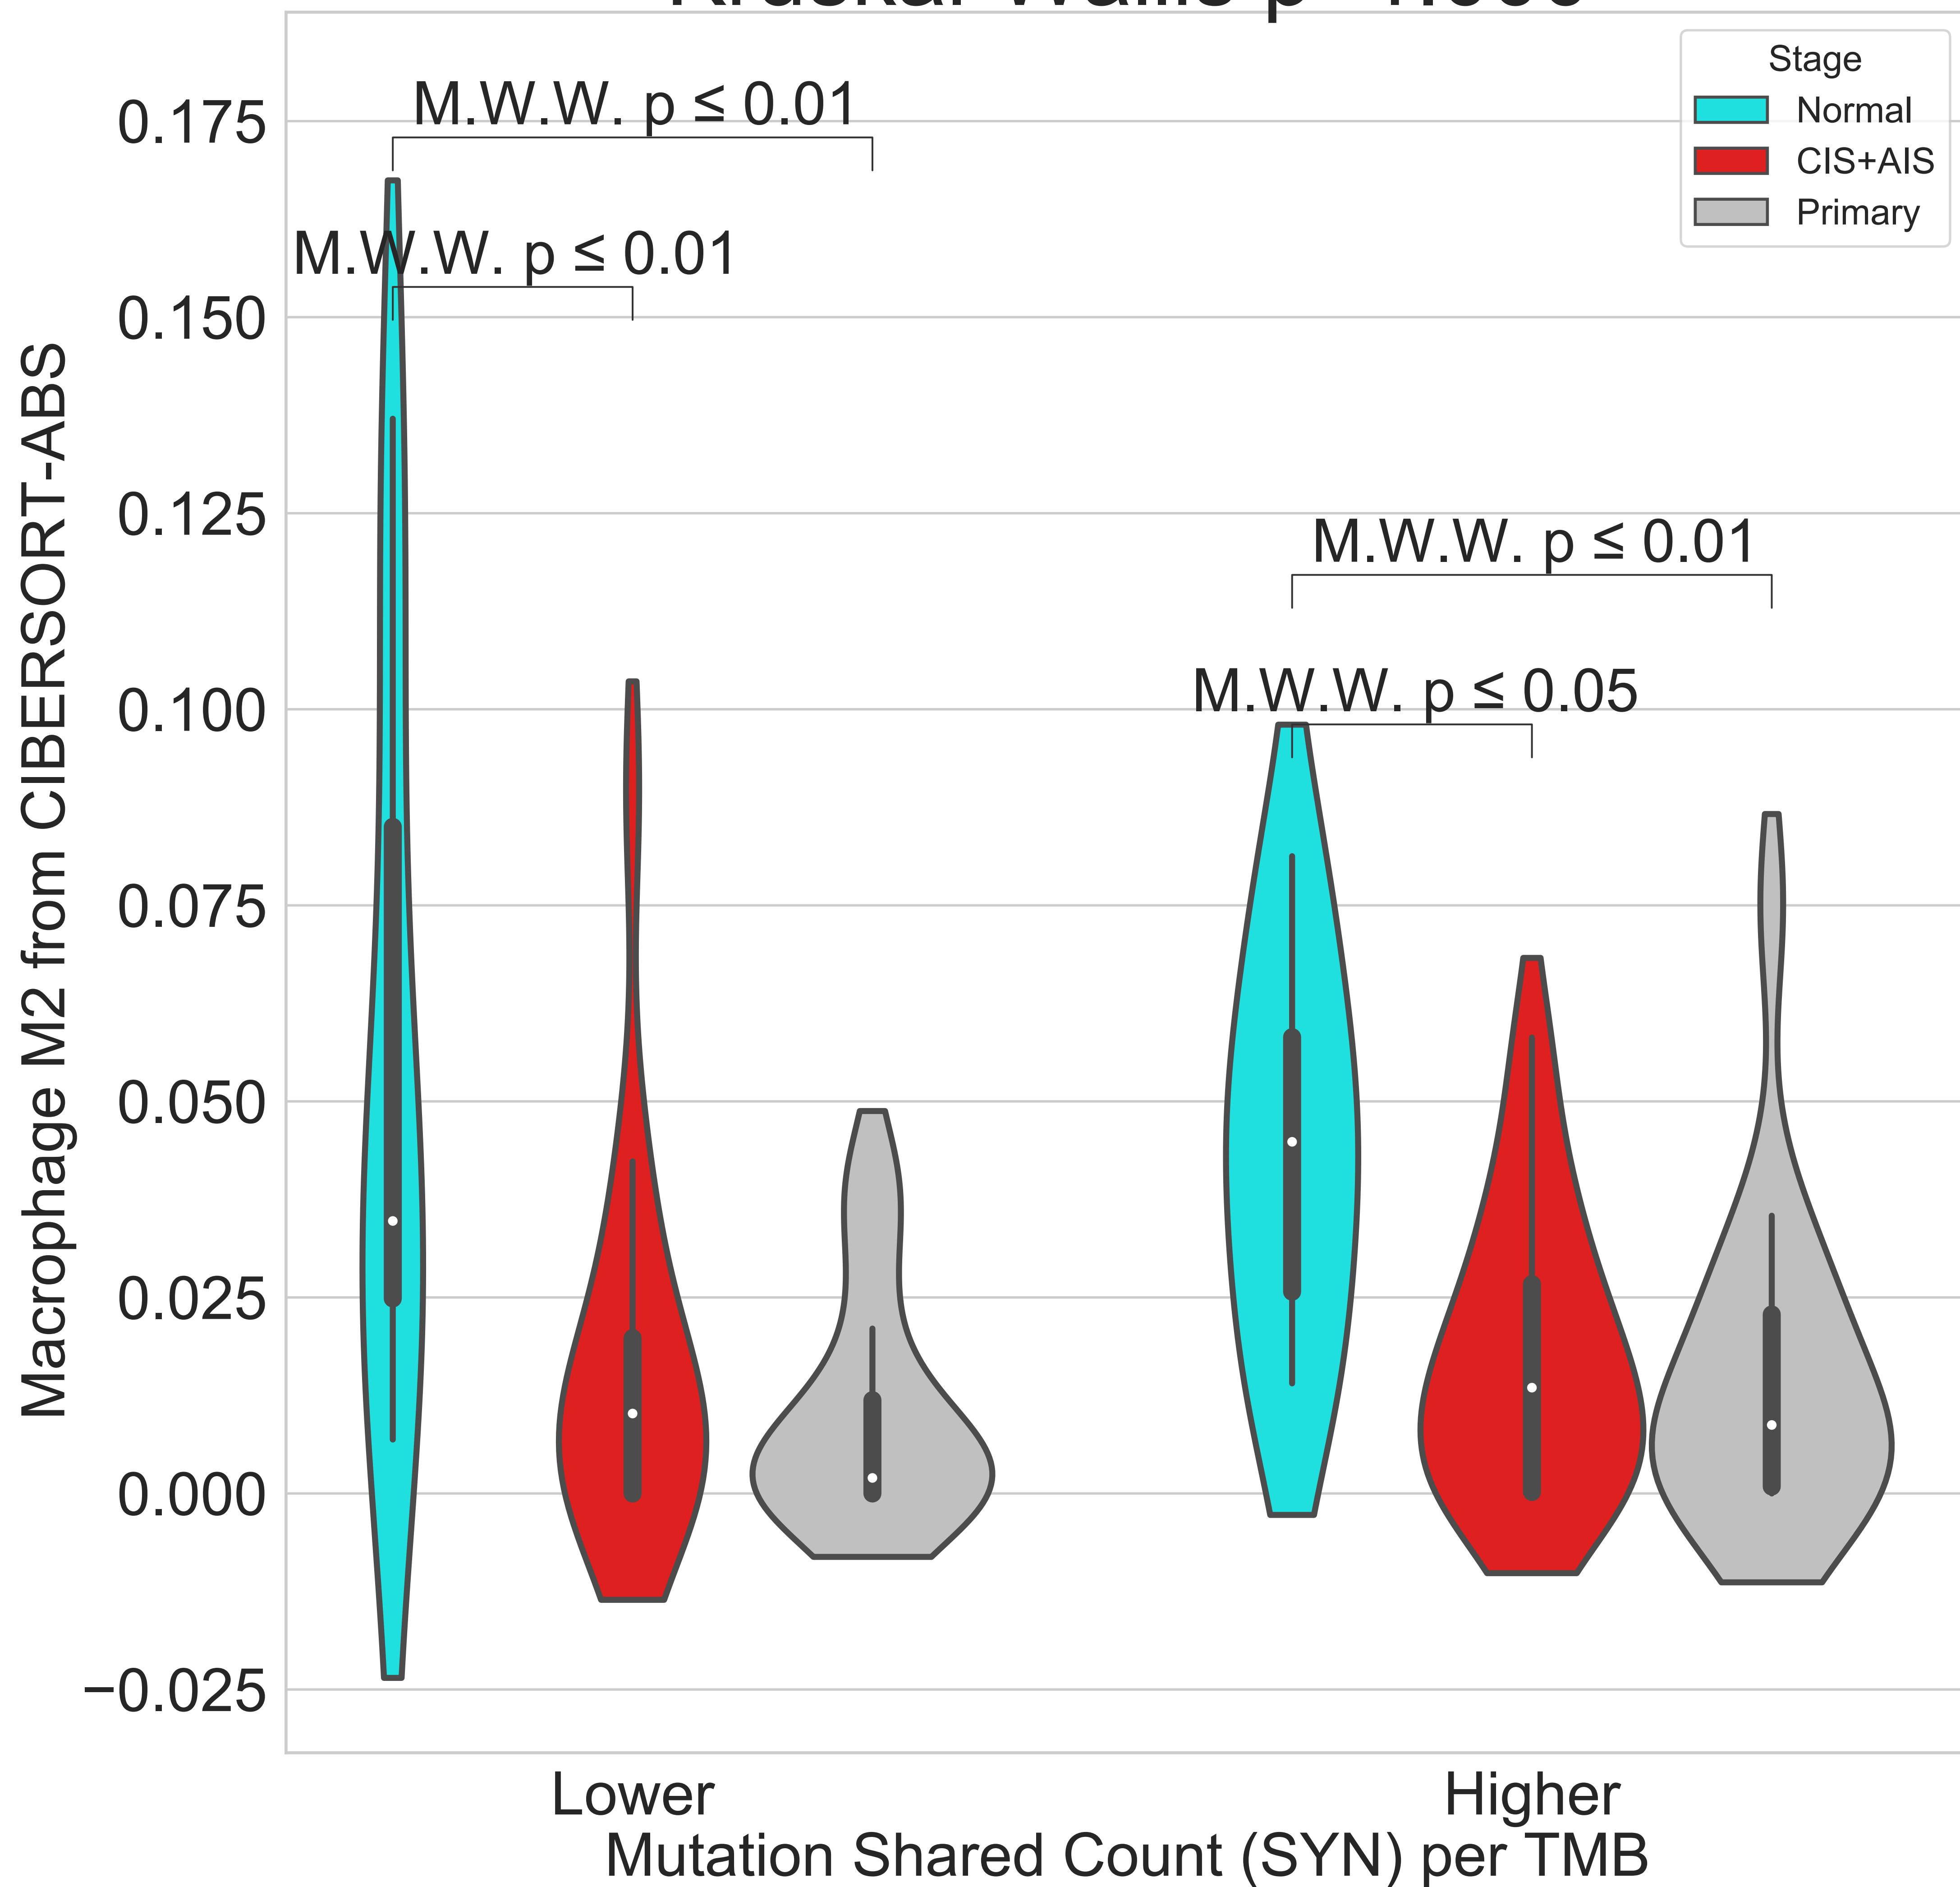 Stage
Normal
CIS+AIS
Primary
M.W.W. p ≤ 0.01
M.W.W. p ≤ 0.01
M.W.W. p ≤ 0.01
M.W.W. p ≤ 0.05
0.175
0.150
0.125
0.100
0.075
0.050
0.025
0.000
−0.025
Macrophage M2 from CIBERSORT-ABS
Lower
Higher
Mutation Shared Count (SYN) per TMB